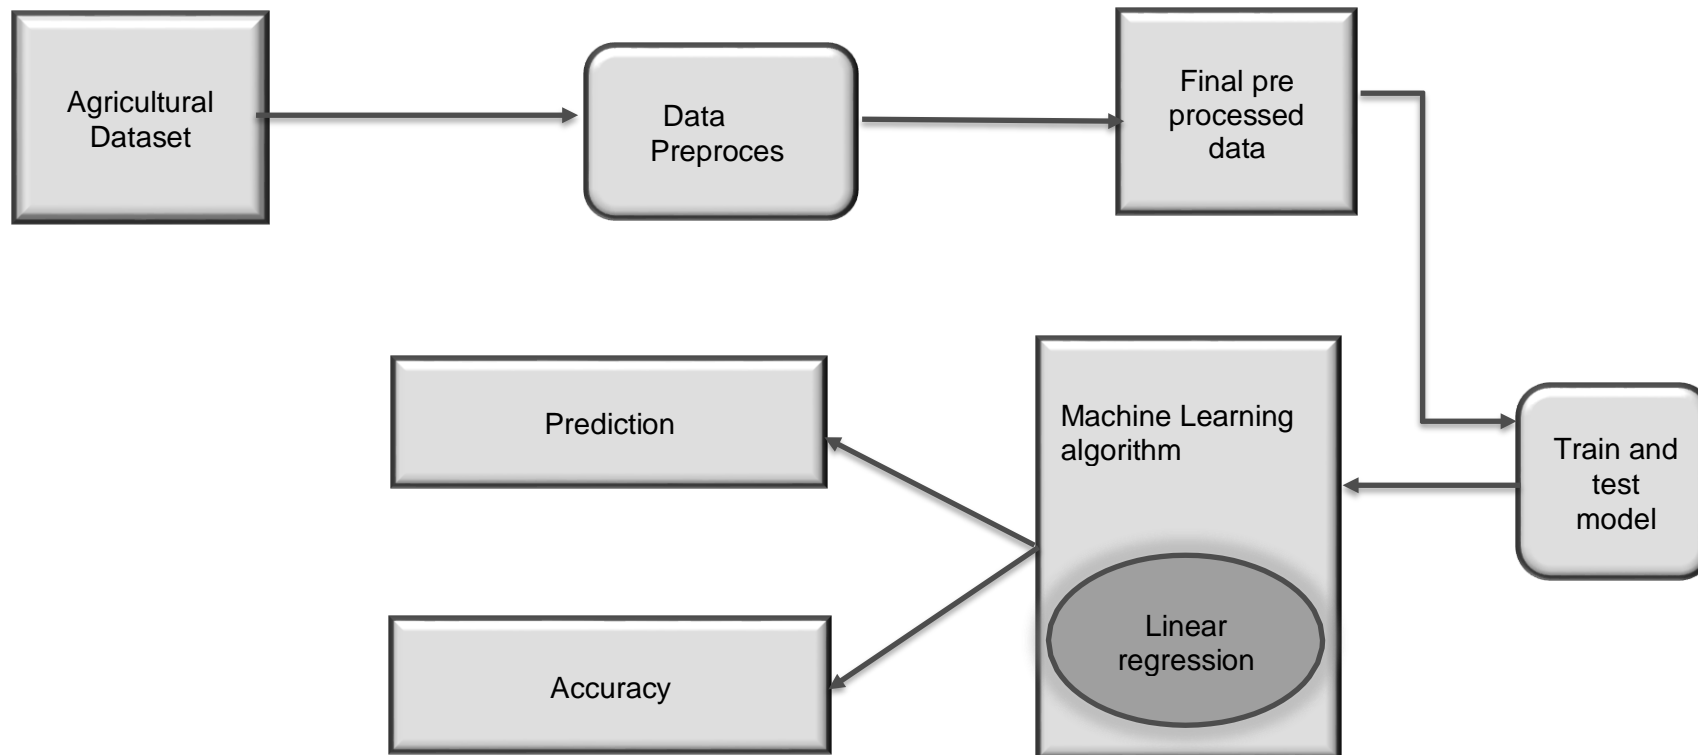 Agricultural
Dataset
Data
Preproces
Final pre
processed
data
Train and
test
model
Machine Learning
algorithm
Linear
regression
Prediction
Accuracy